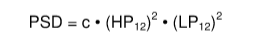 PSD = c • (HP₁₂)² • (LP₁₂)²